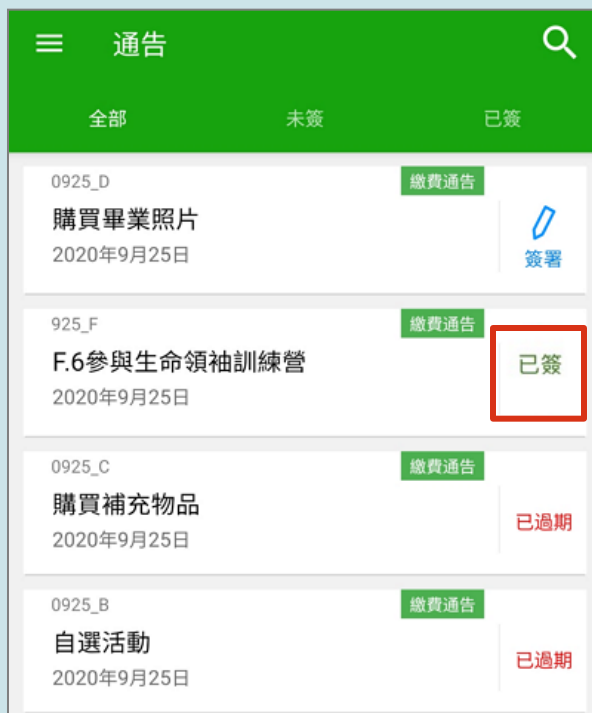 通告
全部 未簽 已簽
0925_D 繳費通告
購買畢業照片
2020年9月25日
簽署
925_F 繳費通告
F.6參與生命領袖訓練營
2020年9月25日
已簽
0925_C 繳費通告
購買補充物品
2020年9月25日
已過期
0925_B 繳費通告
自選活動
2020年9月25日
已過期